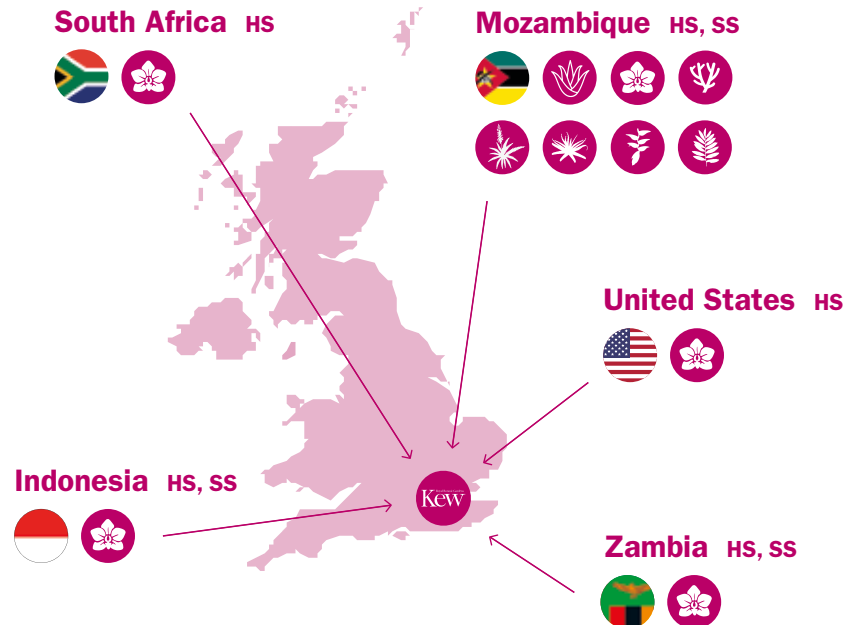 South Africa HS
Mozambique HS, SS
United States HS
Indonesia HS, SS
Kew
Zambia HS, SS